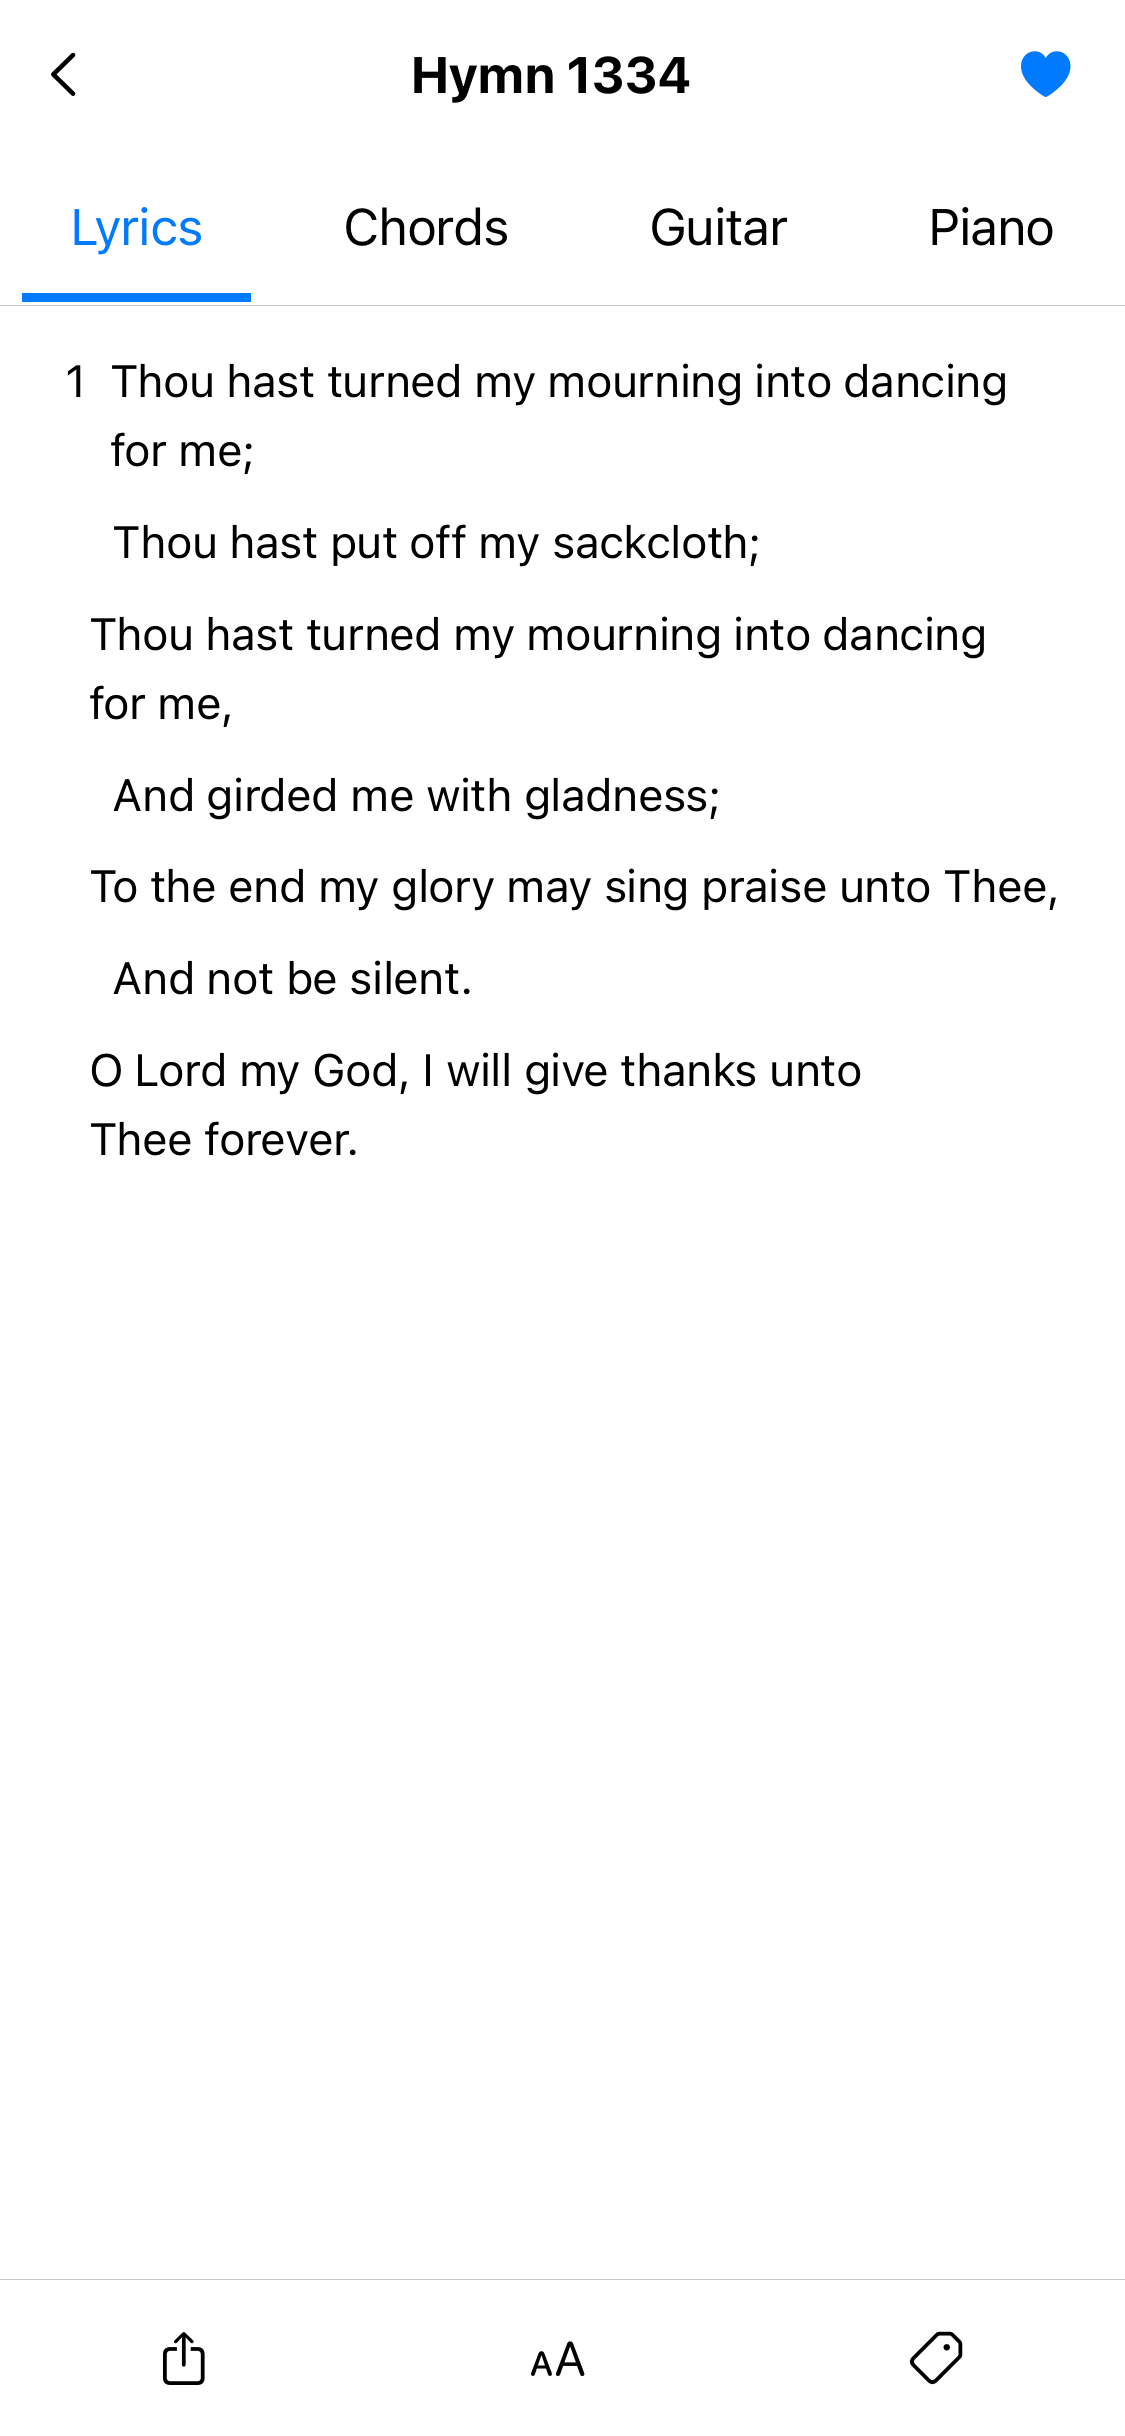 Hymn 1334
Lyrics Chords Guitar Piano
1 Thou hast turned my mourning into dancing
for me;
Thou hast put off my sackcloth;
Thou hast turned my mourning into dancing
for me,
And girded me with gladness;
To the end my glory may sing praise unto Thee,
And not be silent.
O Lord my God, I will give thanks unto
Thee forever.
AA